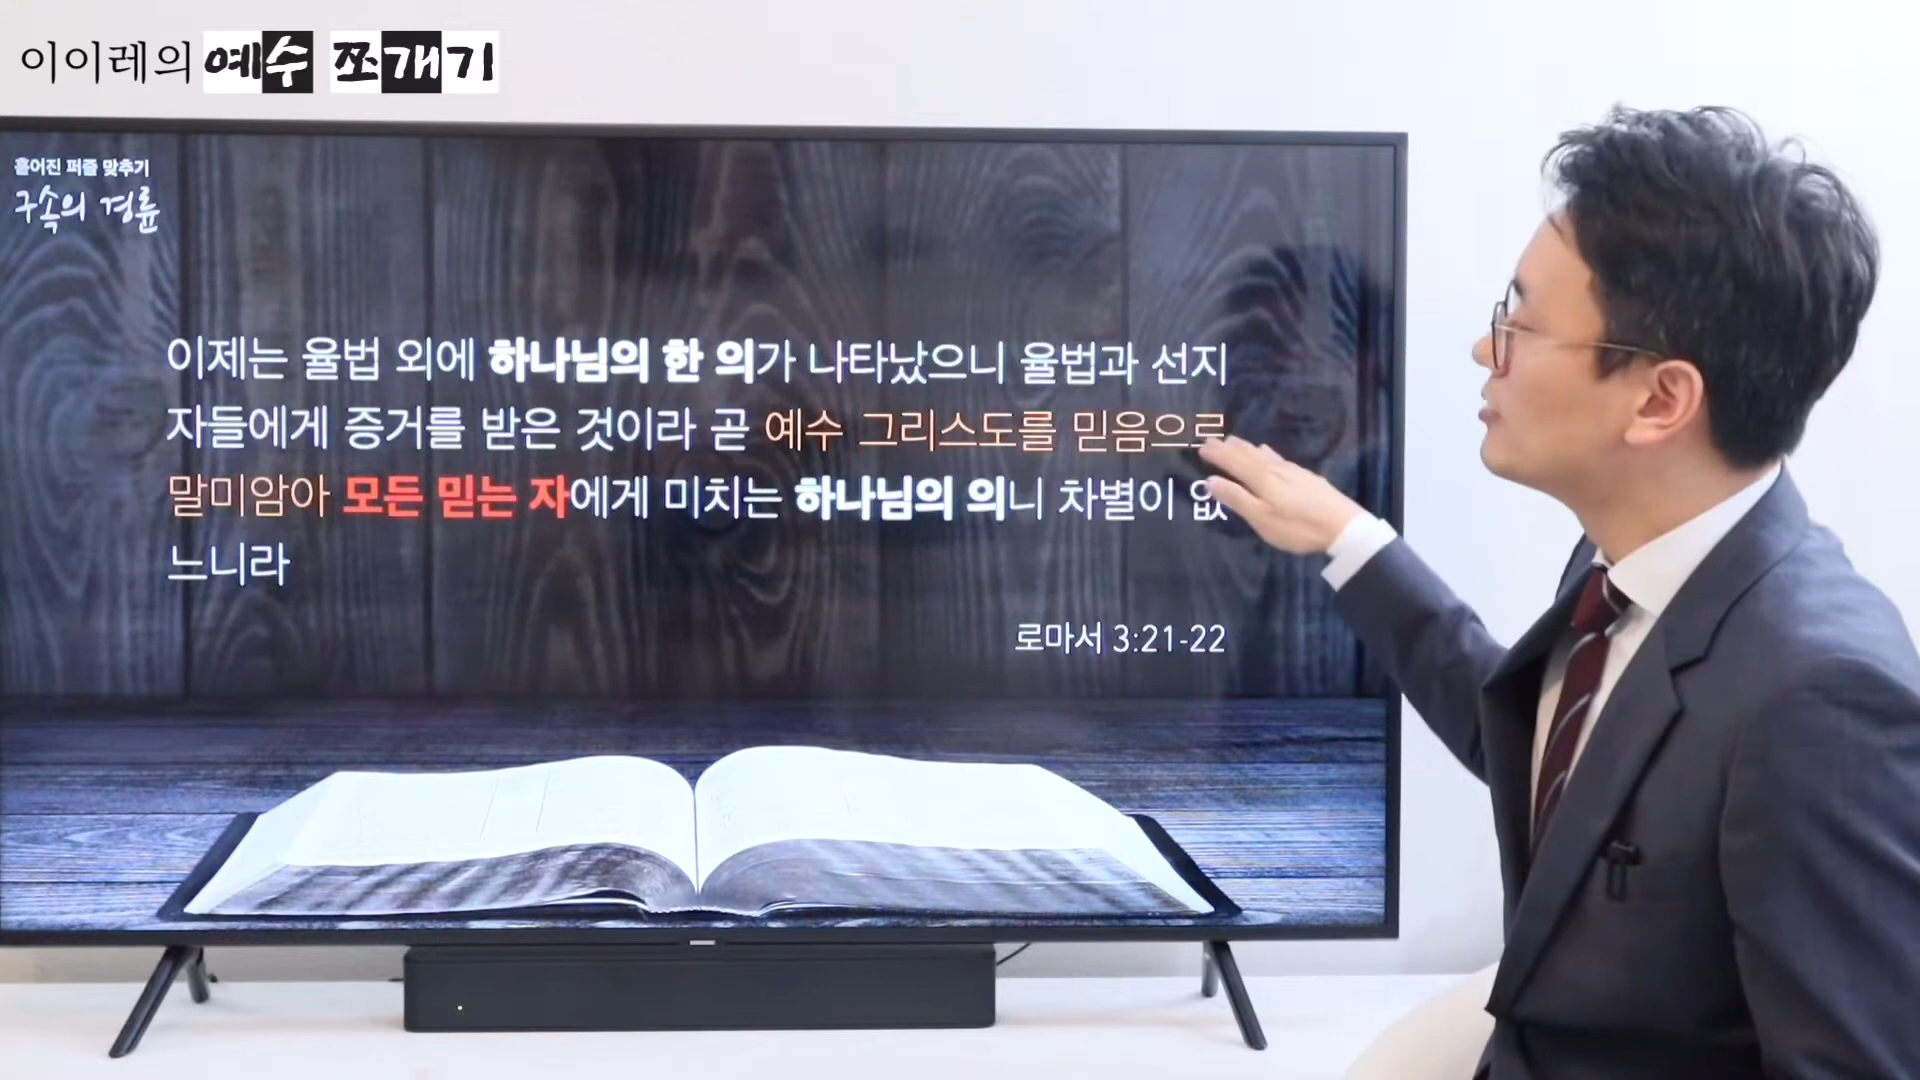 이이레의 예수 쪼개기
흩어진 퍼즐 맞추기
구속의 경륜
이제는 율법 외에 하나님의 한 의가 나타났으니 율법과 선지
자들에게 증거를 받은 것이라 곧 예수 그리스도를 믿음으로
말미암아 모든 믿는 자에게 미치는 하나님의 의니 차별이 없
느니라
로마서 3:21-22